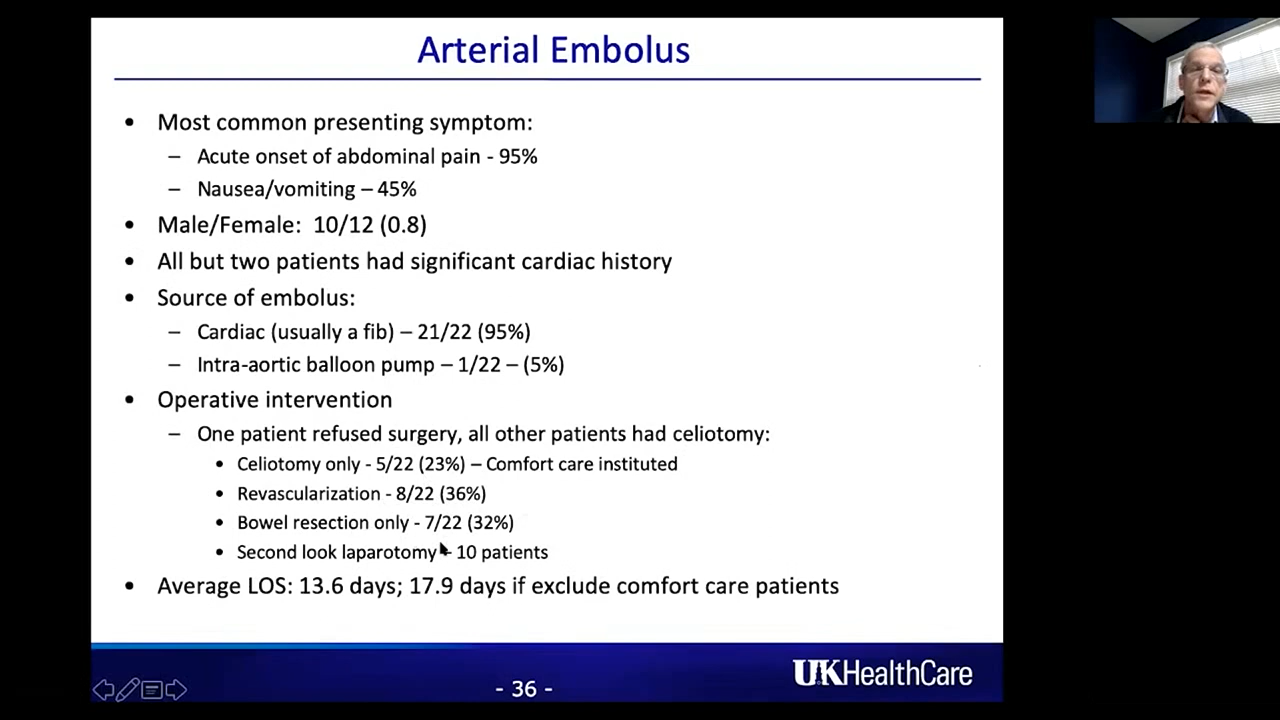 Arterial Embolus
• Most common presenting symptom:
– Acute onset of abdominal pain - 95%
– Nausea/vomiting – 45%
• Male/Female: 10/12 (0.8)
• All but two patients had significant cardiac history
• Source of embolus:
– Cardiac (usually a fib) – 21/22 (95%)
– Intra-aortic balloon pump – 1/22 – (5%)
• Operative intervention
– One patient refused surgery, all other patients had celiotomy:
• Celiotomy only - 5/22 (23%) – Comfort care instituted
• Revascularization - 8/22 (36%)
• Bowel resection only - 7/22 (32%)
• Second look laparotomy - 10 patients
• Average LOS: 13.6 days; 17.9 days if exclude comfort care patients
UKHealthCare
- 36 -